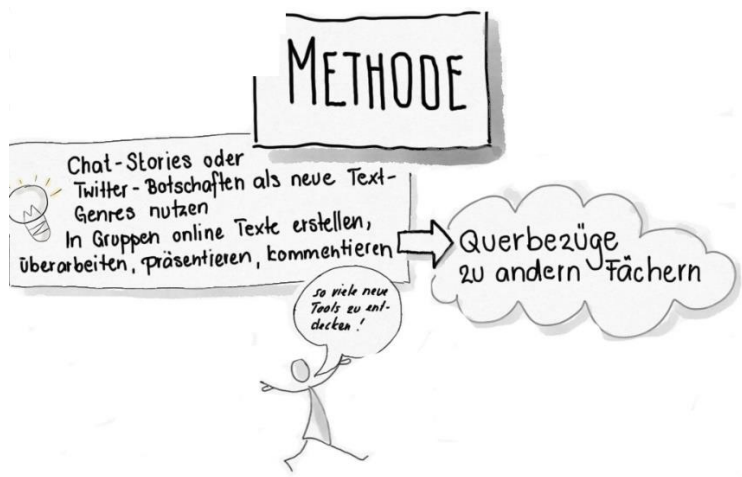 METHODE
Chat-Stories oder
Twitter-Botschaften als neue Text-
Genres nutzen
In Gruppen online Texte erstellen,
überarbeiten, präsentieren, kommentieren
Querbezüge
zu andern Fächern
so viele neue
Tools zu ent-
decken!